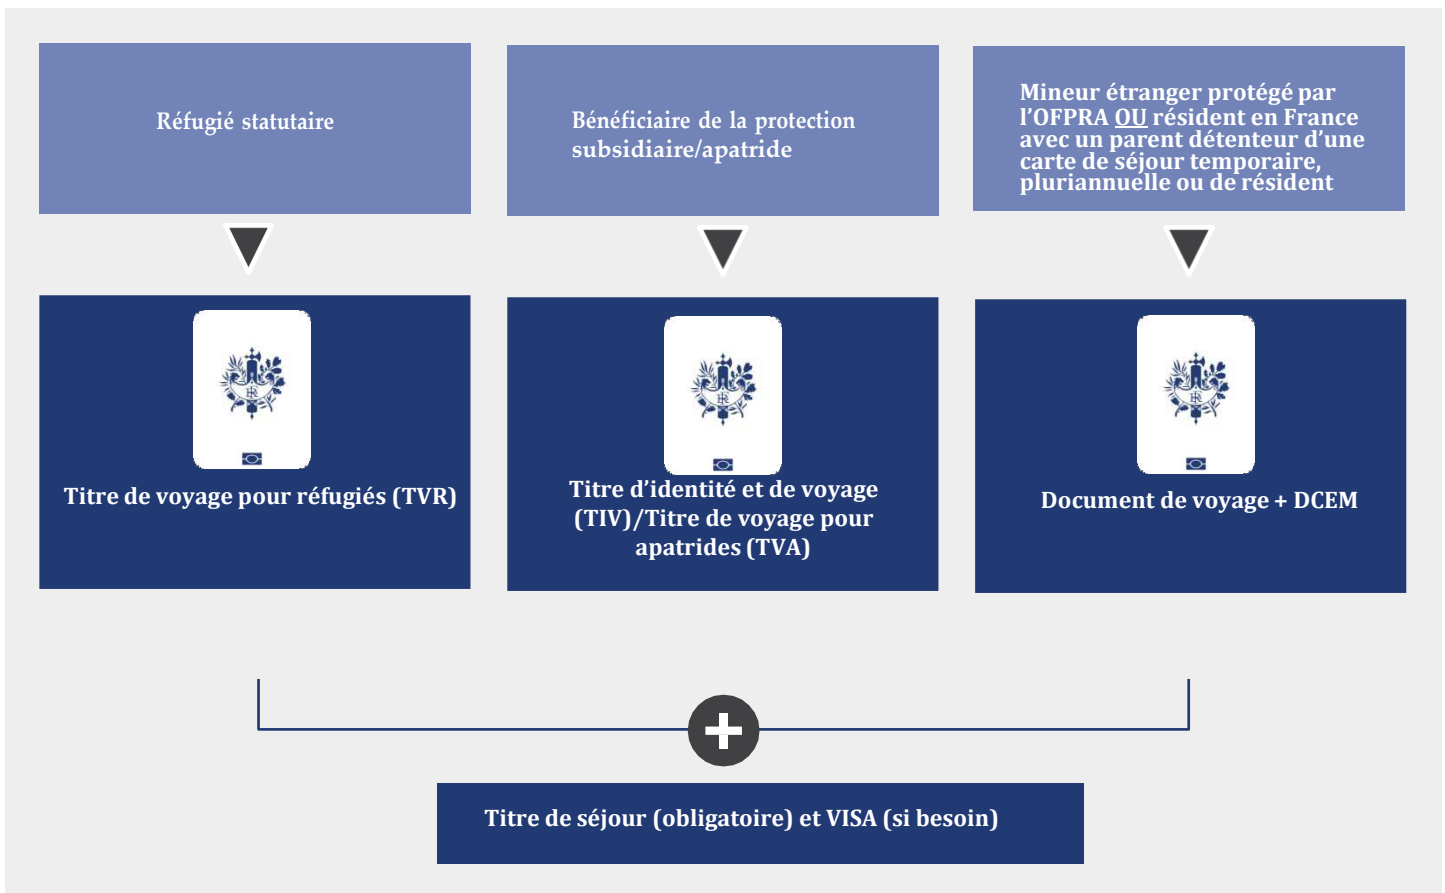 Réfugié statutaire
Bénéficiaire de la protection
subsidiaire/apatride
Mineur étranger protégé par
l’OFPRA OU résident en France
avec un parent détenteur d’une
carte de séjour temporaire,
pluriannuelle ou de résident
Titre de voyage pour réfugiés (TVR)
Titre d’identité et de voyage
(TIV)/Titre de voyage pour
apatrides (TVA)
Document de voyage + DCEM
Titre de séjour (obligatoire) et VISA (si besoin)